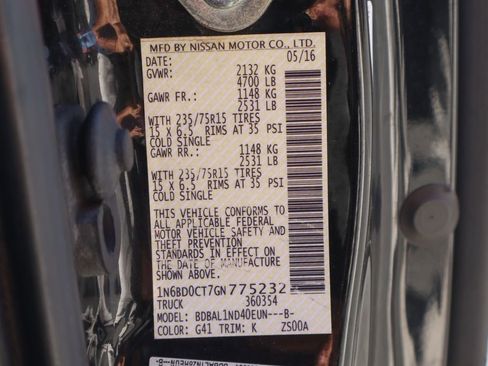 MFD BY NISSAN MOTOR CO., LTD.
DATE: 05/16
GVWR: 2132 KG
4700 LB
GAWR FR.: 1148 KG
2531 LB
WITH 235/75R15 TIRES
15 X 6.5 RIMS AT 35 PSI
COLD SINGLE
GAWR RR.: 1148 KG
2531 LB
WITH 235/75R15 TIRES
15 X 6.5 RIMS AT 35 PSI
COLD SINGLE
THIS VEHICLE CONFORMS TO
ALL APPLICABLE FEDERAL
MOTOR VEHICLE SAFETY AND
THEFT PREVENTION
STANDARDS IN EFFECT ON
THE DATE OF MANUFACTURE
SHOWN ABOVE.
1N6BD0CT7GN775232
TRUCK 360354
MODEL: BDBAL1ND40EUN---B-
COLOR: G41 TRIM: K ZS00A